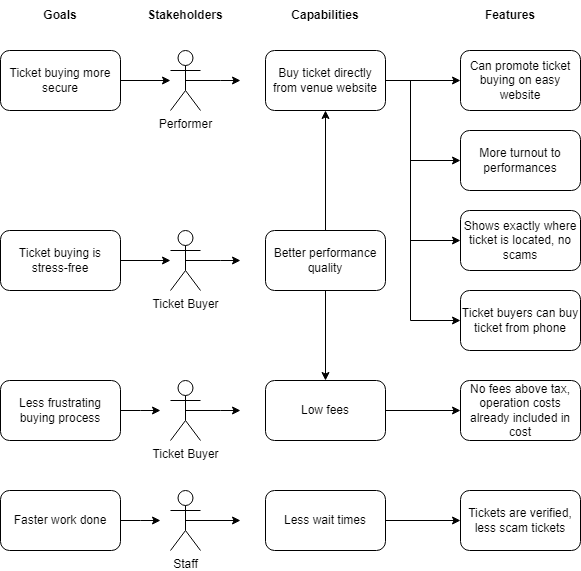 Goals
Stakeholders
Capabilities
Features
Ticket buying more
secure
Performer
Buy ticket directly
from venue website
Can promote ticket
buying on easy
website
More turnout to
performances
Shows exactly where
ticket is located, no
scams
Ticket buying is
stress-free
Ticket Buyer
Better performance
quality
Ticket buyers can buy
ticket from phone
Less frustrating
buying process
Ticket Buyer
Low fees
No fees above tax,
operation costs
already included in
cost
Faster work done
Staff
Less wait times
Tickets are verified,
less scam tickets